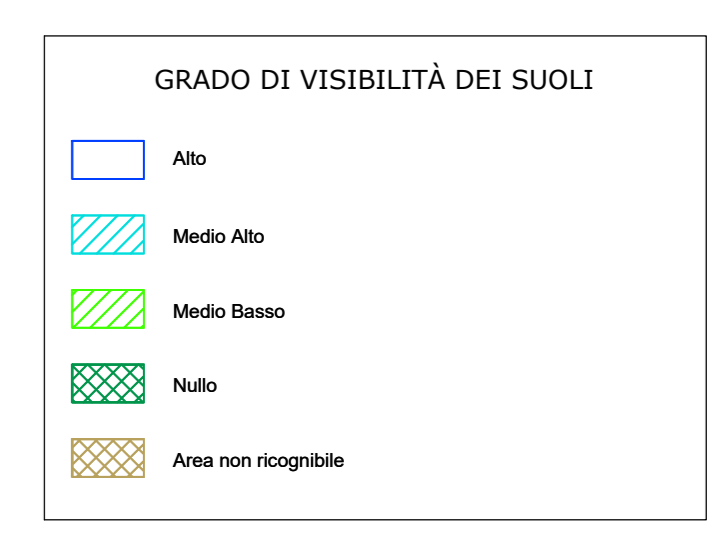 GRADO DI VISIBILITÀ DEI SUOLI
Alto
Medio Alto
Medio Basso
Nullo
Area non ricognibile